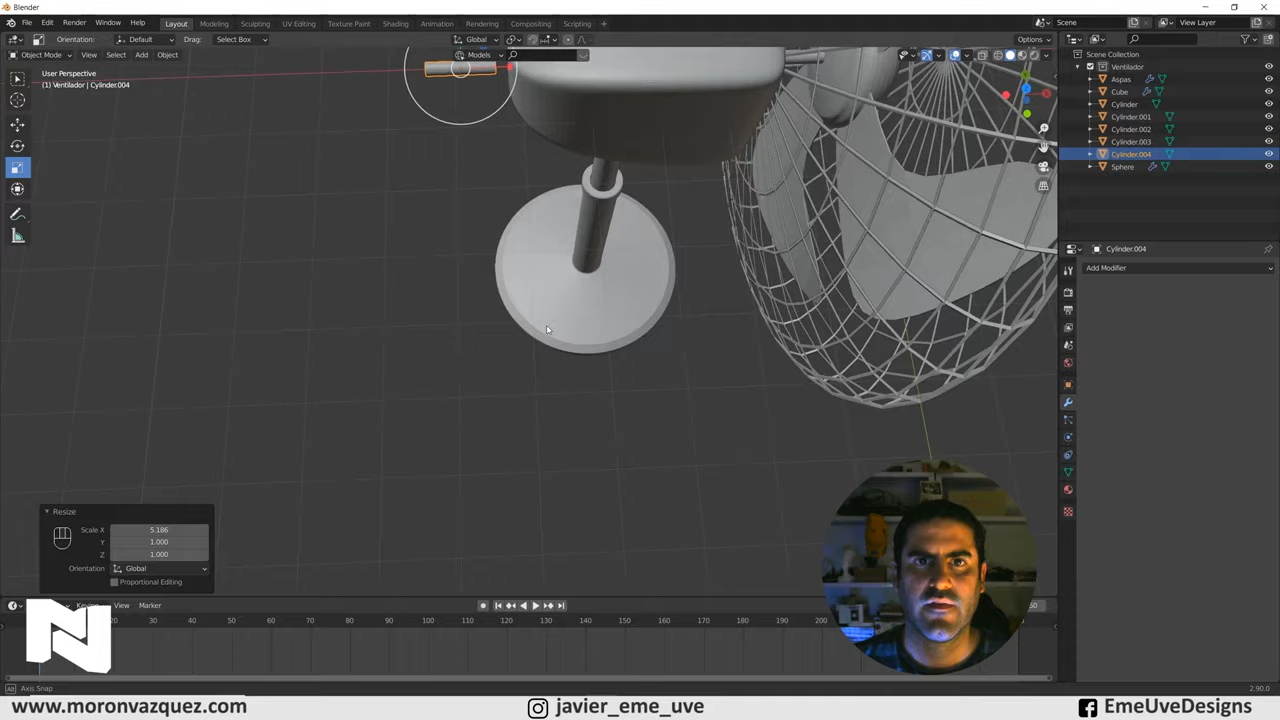 Blender
File Edit Render Window Help Layout Modeling Sculpting UV Editing Texture Paint Shading Animation Rendering Compositing Scripting + Scene View Layer
Orientation: Default Drag: Select Box Global Options
Object Mode View Select Add Object Models
User Perspective
(1) Ventilador | Cylinder.004
Scene Collection
Ventilador
Aspas
Cube
Cylinder
Cylinder.001
Cylinder.002
Cylinder.003
Cylinder.004
Sphere
Cylinder.004
Add Modifier
Resize
Scale X 5.186
Y 1.000
Z 1.000
Orientation Global
Proportional Editing
View Marker
20 30 40 50 60 70 80 90 100 110 120 130 140 150 160 170 180 190 200
Axis Snap 2.90.0
N
www.moronvazquez.com javier_eme_uve EmeUveDesigns